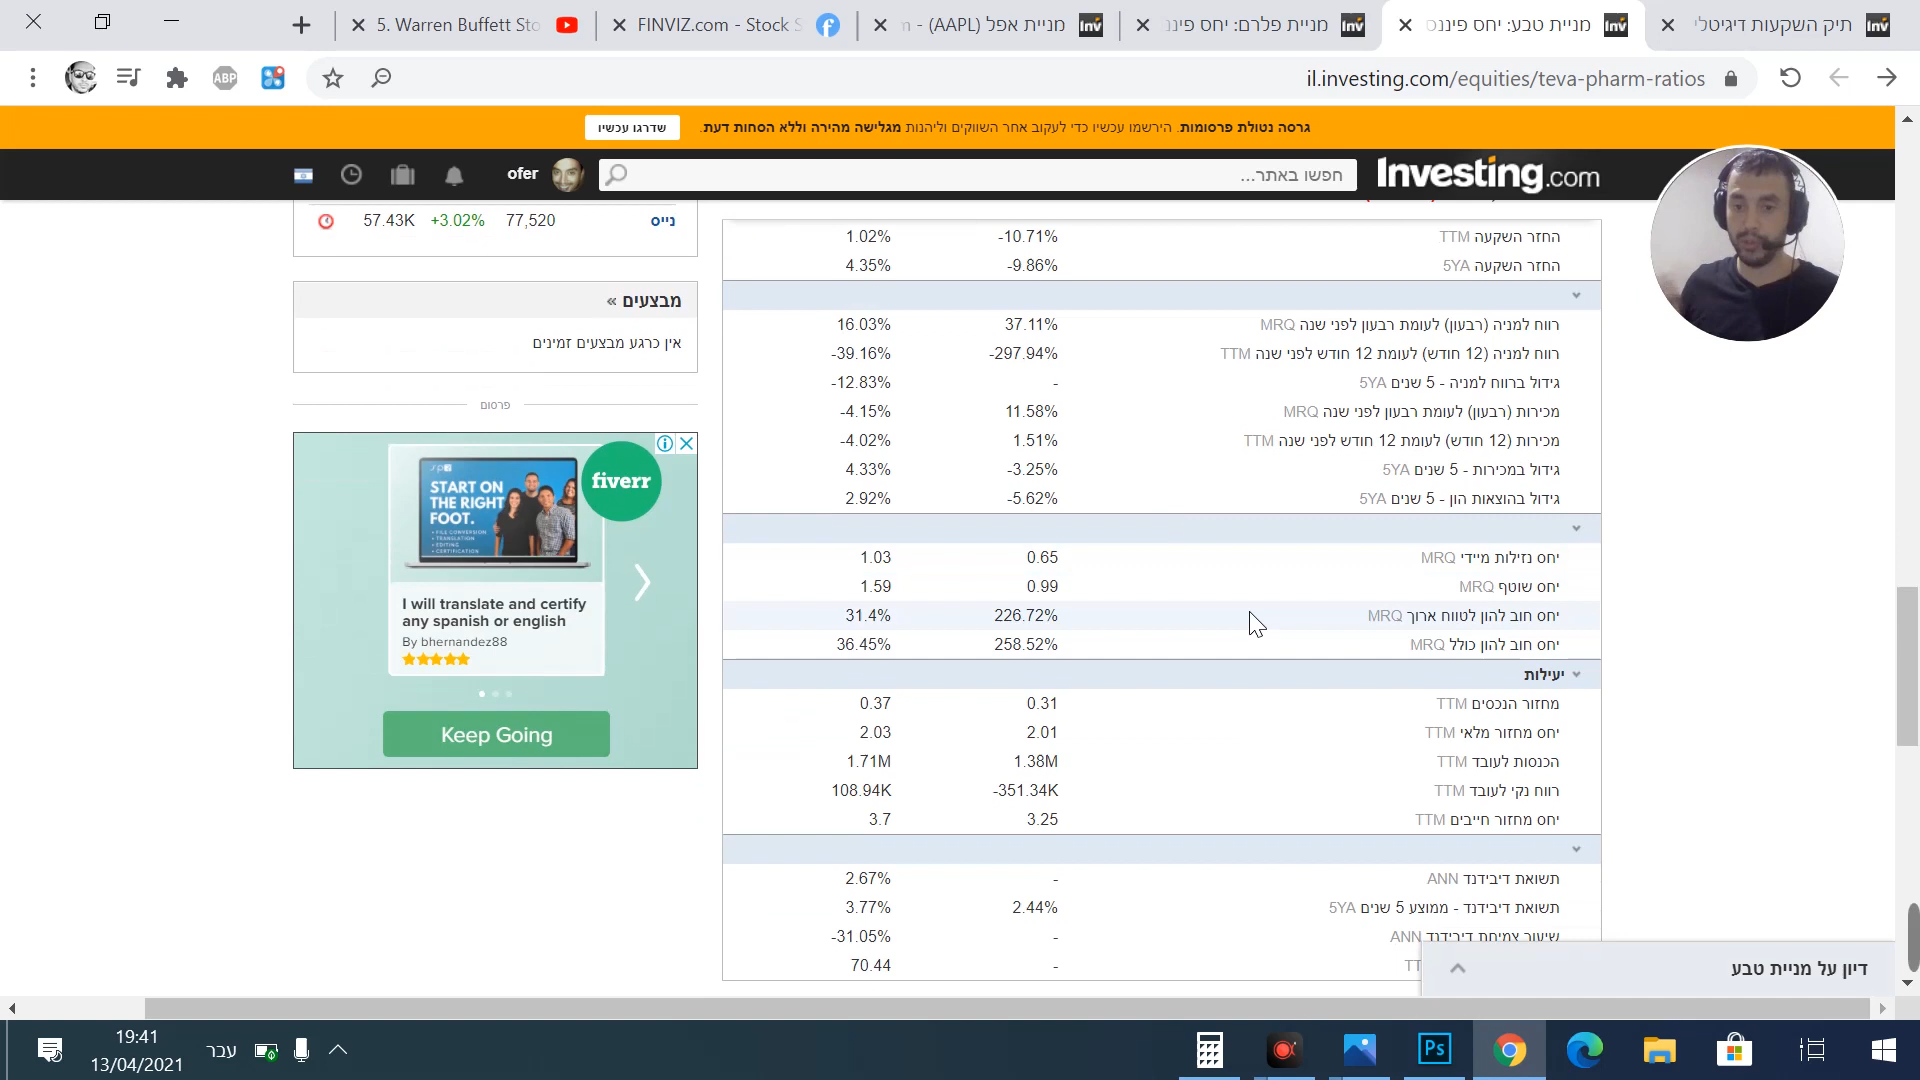 תיק השקעות דיגיטלי
מניית טבע: יחס פיננס
מניית פלרם: יחס פיננ
מניית אפל (AAPL) - n
FINVIZ.com - Stock S
5. Warren Buffett Sto
il.investing.com/equities/teva-pharm-ratios
ABP
גרסה נטולת פרסומות. הירשמו עכשיו כדי לעקוב אחר השווקים וליהנות מגלישה מהירה וללא הסחות דעת.
שדרגו עכשיו
Investing.com
חפשו באתר...
ofer
נייס 77,520 +3.02% 57.43K
מבצעים »
אין כרגע מבצעים זמינים
פרסום
START ON
THE RIGHT
FOOT.
• FILE CONVERSION
• TRANSLATION
• EDITING
• CERTIFICATION
fiverr
I will translate and certify
any spanish or english
By bhernandez88
Keep Going
החזר השקעה TTM -10.71% 1.02%
החזר השקעה 5YA -9.86% 4.35%
רווח למניה (רבעון) לעומת רבעון לפני שנה MRQ 37.11% 16.03%
רווח למניה (12 חודש) לעומת 12 חודש לפני שנה TTM -297.94% -39.16%
גידול ברווח למניה - 5 שנים 5YA - -12.83%
מכירות (רבעון) לעומת רבעון לפני שנה MRQ 11.58% -4.15%
מכירות (12 חודש) לעומת 12 חודש לפני שנה TTM 1.51% -4.02%
גידול במכירות - 5 שנים 5YA -3.25% 4.33%
גידול בהוצאות הון - 5 שנים 5YA -5.62% 2.92%
יחס נזילות מיידי MRQ 0.65 1.03
יחס שוטף MRQ 0.99 1.59
יחס חוב להון לטווח ארוך MRQ 226.72% 31.4%
יחס חוב להון כולל MRQ 258.52% 36.45%
יעילות
מחזור הנכסים TTM 0.31 0.37
יחס מחזור מלאי TTM 2.01 2.03
הכנסות לעובד TTM 1.38M 1.71M
רווח נקי לעובד TTM -351.34K 108.94K
יחס מחזור חייבים TTM 3.25 3.7
תשואת דיבידנד ANN - 2.67%
תשואת דיבידנד - ממוצע 5 שנים 5YA 2.44% 3.77%
שיעור צמיחת דיבידנד ANN - -31.05%
- 70.44
דיון על מניית טבע
19:41
13/04/2021
עבר
Ps